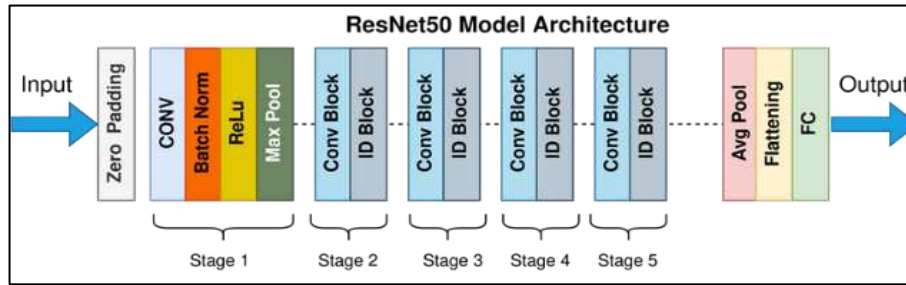 ResNet50 Model Architecture
Input
Zero Padding
CONV
Batch Norm
ReLu
Max Pool
Conv Block
ID Block
Conv Block
ID Block
Conv Block
ID Block
Conv Block
ID Block
Avg Pool
Flattening
FC
Output
Stage 1
Stage 2
Stage 3
Stage 4
Stage 5